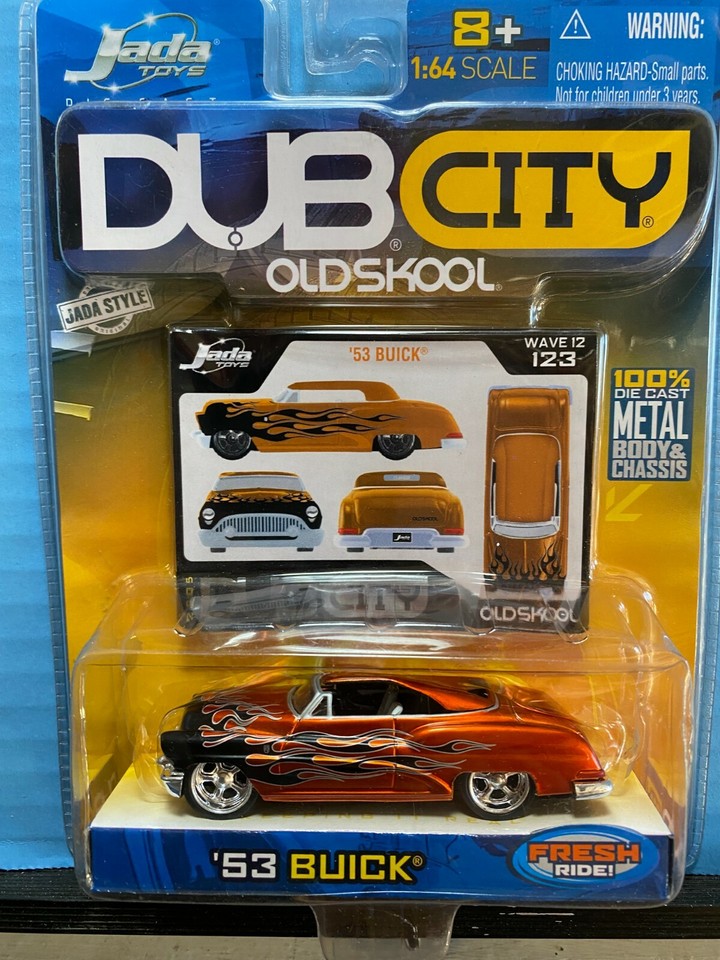 Jada®
TOYS
8+
1:64 SCALE
WARNING:
CHOKING HAZARD-Small parts.
Not for children under 3 years.
DUB CITY®
OLDSKOOL
JADA STYLE
Jada
TOYS
'53 BUICK®
WAVE 12
123
100%
DIE CAST
METAL
BODY &
CHASSIS
Jada
CITY
OLDSKOOL
'53 BUICK®
FRESH
RIDE!